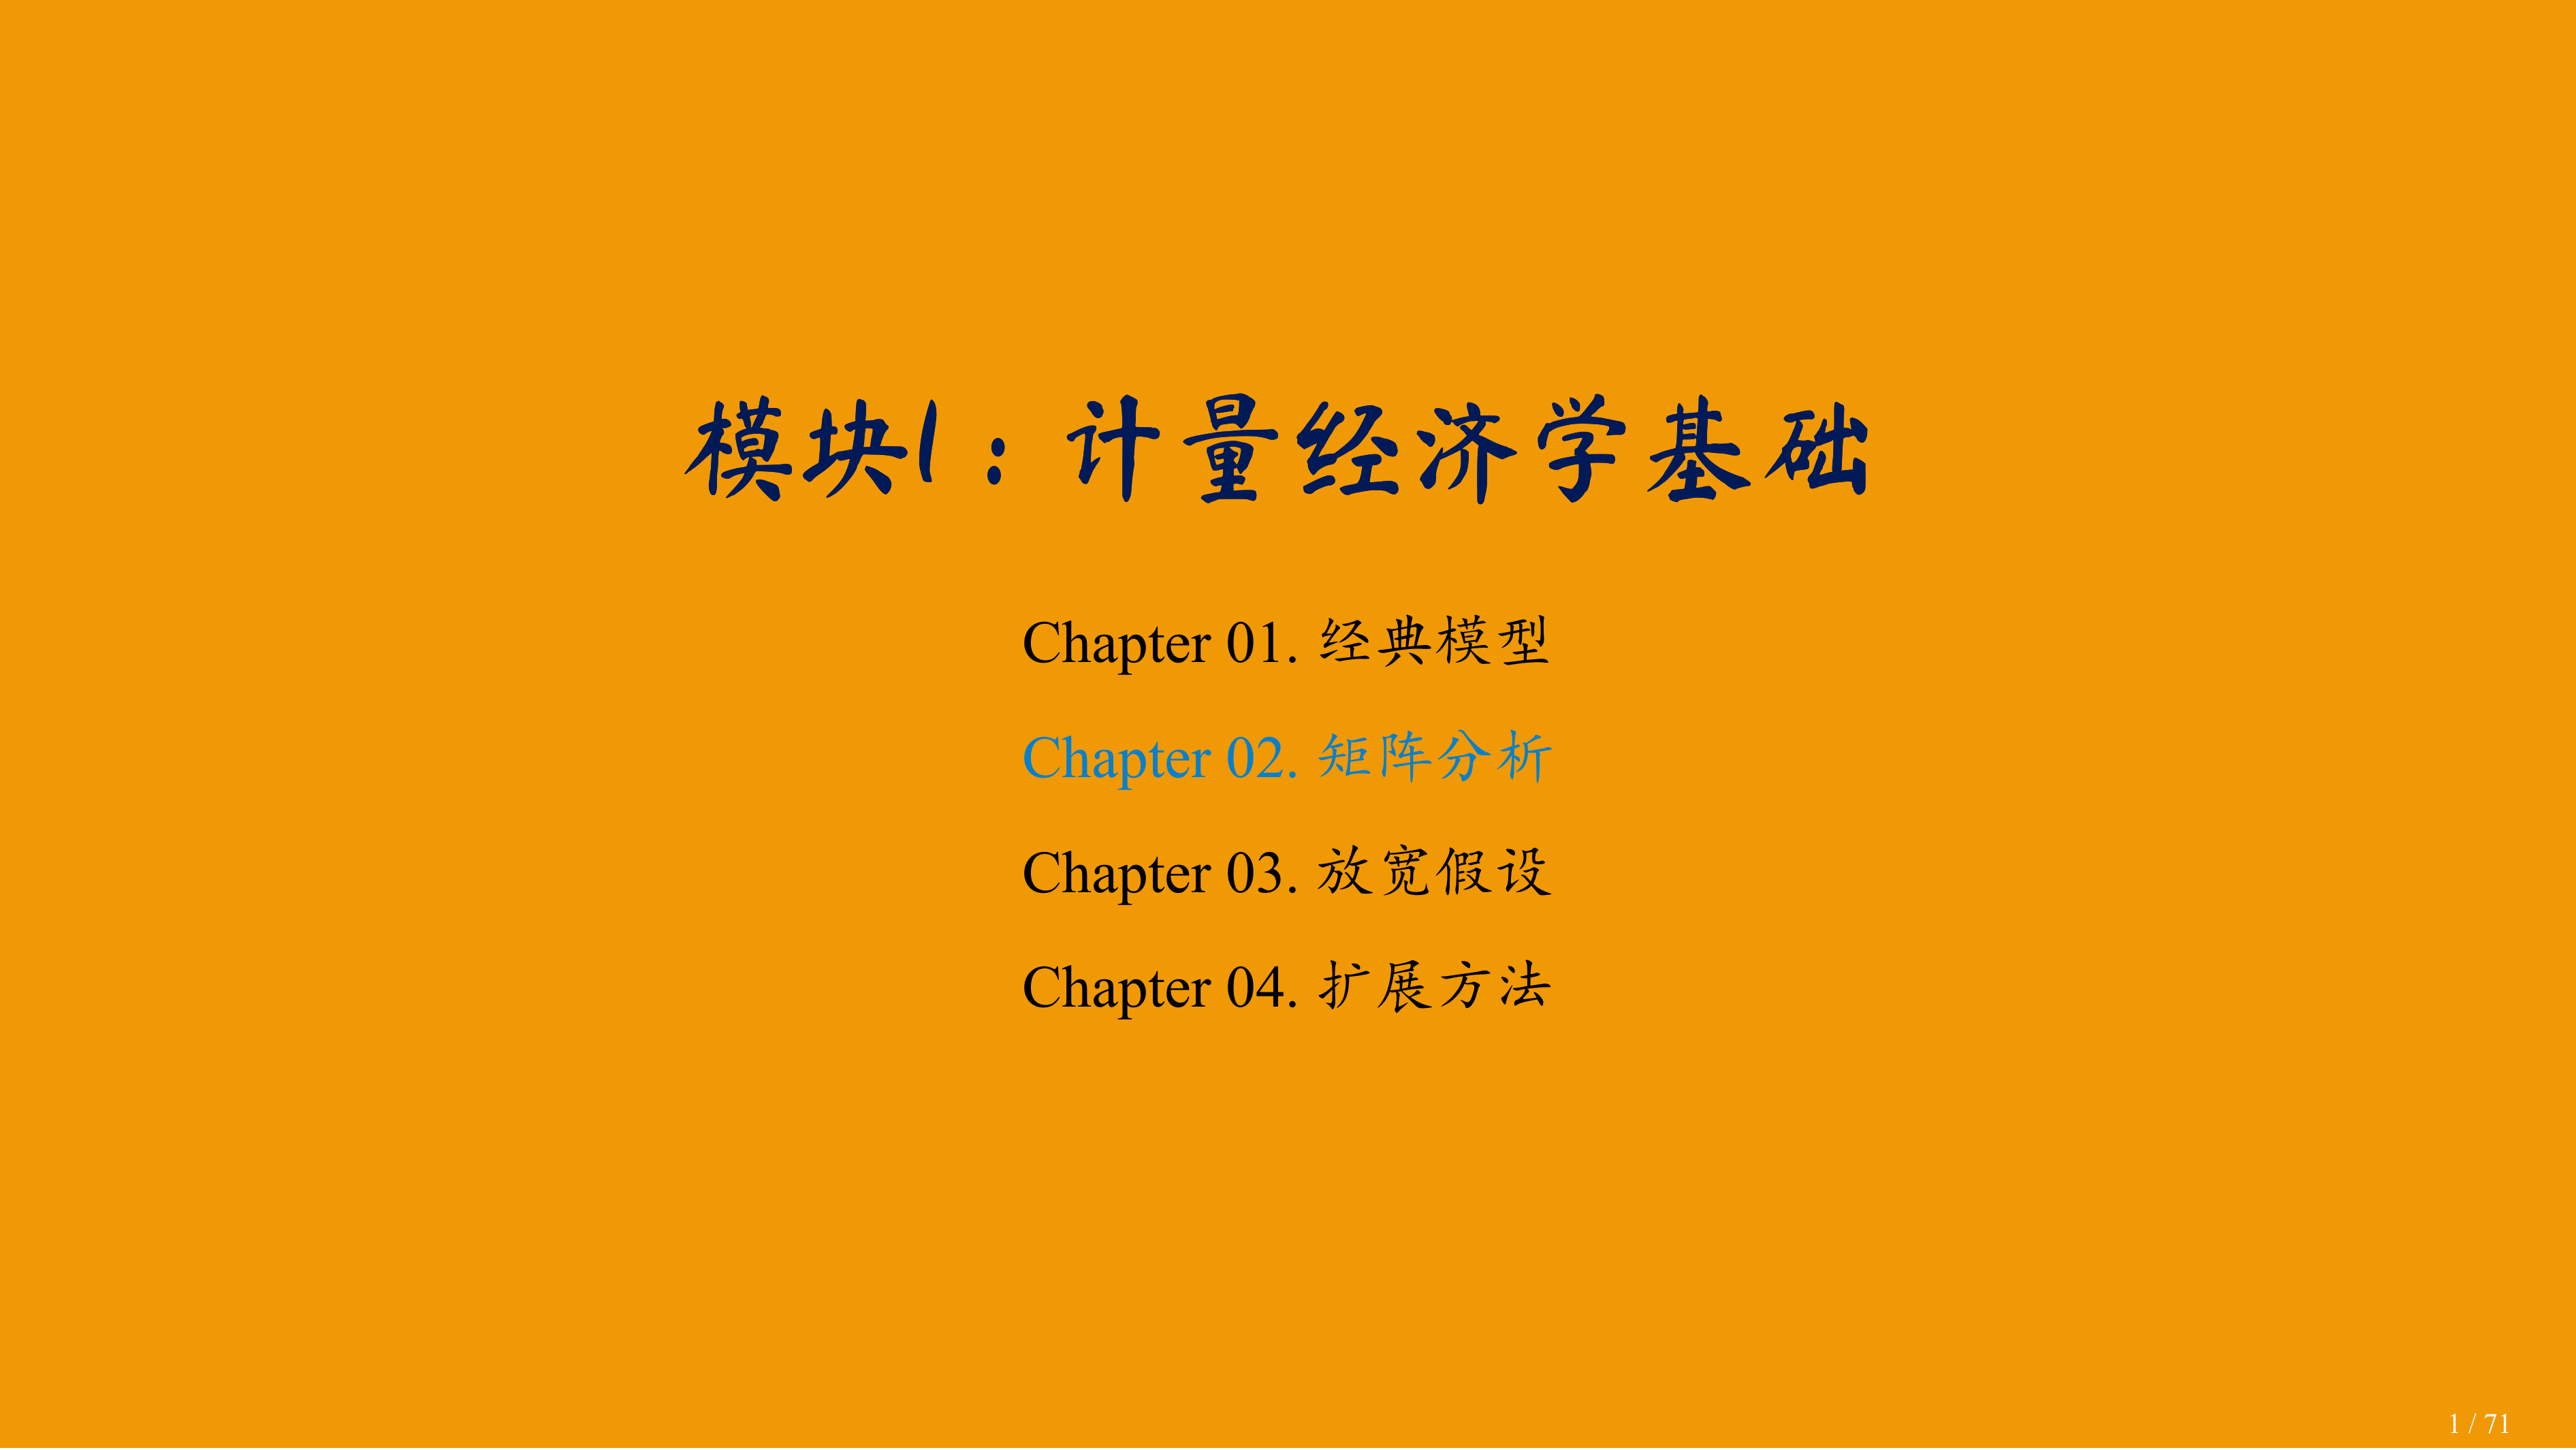 模块I：计量经济学基础
Chapter 01. 经典模型
Chapter 02. 矩阵分析
Chapter 03. 放宽假设
Chapter 04. 扩展方法
1 / 71